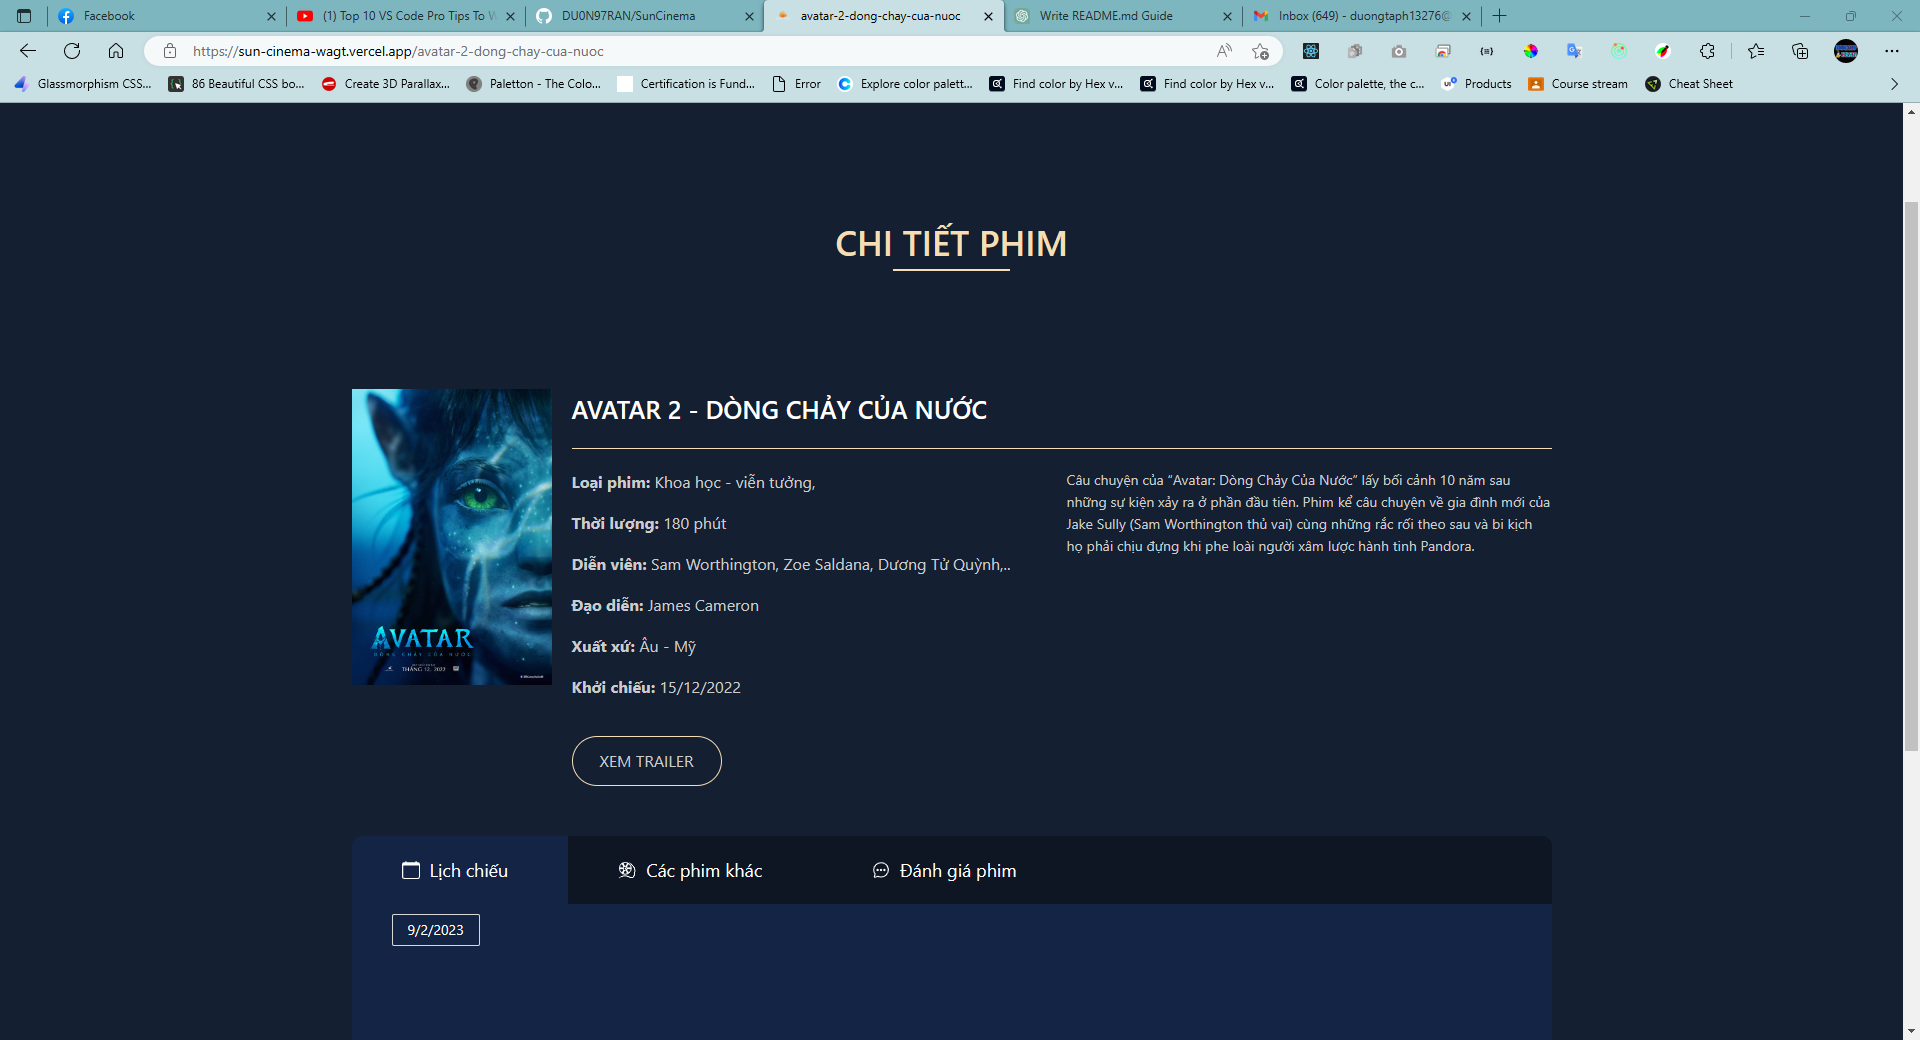 Facebook
(1) Top 10 VS Code Pro Tips To W
DU0N97RAN/SunCinema
avatar-2-dong-chay-cua-nuoc
Write README.md Guide
Inbox (649) - duongtaph13276@
https://sun-cinema-wagt.vercel.app/avatar-2-dong-chay-cua-nuoc
Glassmorphism CSS...
86 Beautiful CSS bo...
Create 3D Parallax...
Paletton - The Colo...
Certification is Fund...
Error
Explore color palett...
Find color by Hex v...
Find color by Hex v...
Color palette, the c...
Products
Course stream
Cheat Sheet
CHI TIẾT PHIM
AVATAR 2 - DÒNG CHẢY CỦA NƯỚC
Loại phim: Khoa học - viễn tưởng,
Thời lượng: 180 phút
Diễn viên: Sam Worthington, Zoe Saldana, Dương Tử Quỳnh,..
Đạo diễn: James Cameron
Xuất xứ: Âu - Mỹ
Khởi chiếu: 15/12/2022
Câu chuyện của “Avatar: Dòng Chảy Của Nước” lấy bối cảnh 10 năm sau
những sự kiện xảy ra ở phần đầu tiên. Phim kể câu chuyện về gia đình mới của
Jake Sully (Sam Worthington thủ vai) cùng những rắc rối theo sau và bi kịch
họ phải chịu đựng khi phe loài người xâm lược hành tinh Pandora.
AVATAR
DÒNG CHẢY CỦA NƯỚC
THÁNG 12, 2022
XEM TRAILER
Lịch chiếu
Các phim khác
Đánh giá phim
9/2/2023